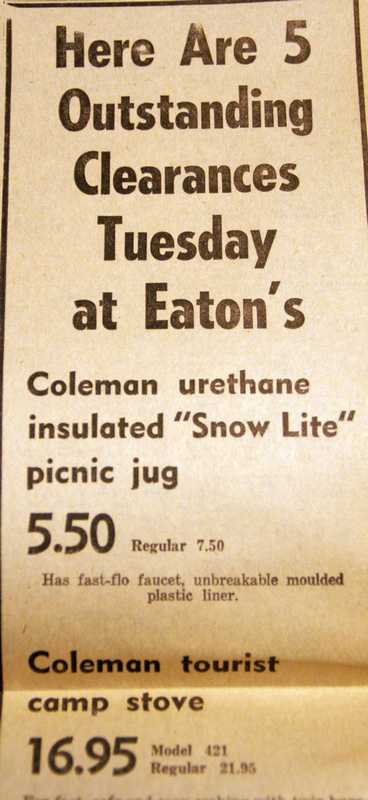 Here Are 5
Outstanding
Clearances
Tuesday
at Eaton's
Coleman urethane
insulated "Snow Lite"
picnic jug
5.50 Regular 7.50
Has fast-flo faucet, unbreakable moulded
plastic liner.
Coleman tourist
camp stove
16.95 Model 421
Regular 21.95